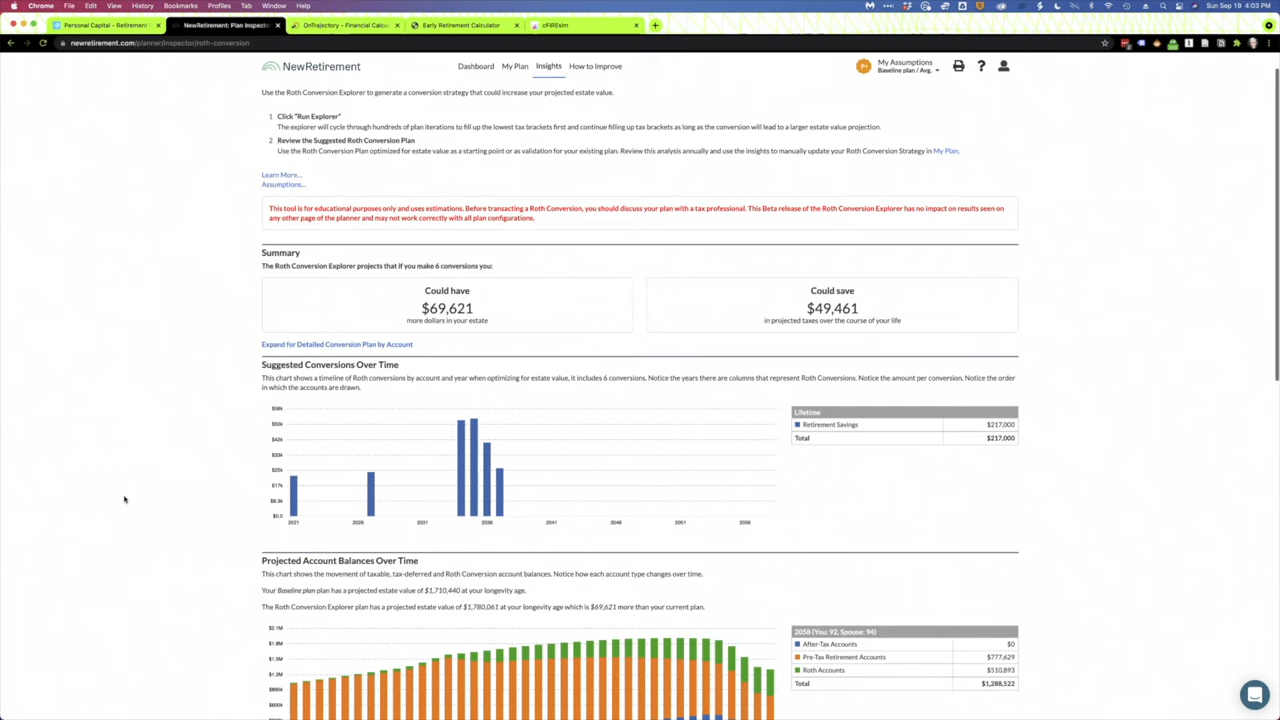 Chrome File Edit View History Bookmarks Profiles Tab Window Help
Sun Sep 19 4:03 PM
Personal Capital - Retirement
NewRetirement: Plan Inspecto
OnTrajectory - Financial Calcu
Early Retirement Calculator
cFIREsim
newretirement.com/planner/inspector/roth-conversion
NewRetirement
Dashboard My Plan Insights How to Improve
P+
My Assumptions
Baseline plan / Avg.
Use the Roth Conversion Explorer to generate a conversion strategy that could increase your projected estate value.
1 Click "Run Explorer"
The explorer will cycle through hundreds of plan iterations to fill up the lowest tax brackets first and continue filling up tax brackets as long as the conversion will lead to a larger estate value projection.
2 Review the Suggested Roth Conversion Plan
Use the Roth Conversion Plan optimized for estate value as a starting point or as validation for your existing plan. Review this analysis annually and use the insights to manually update your Roth Conversion Strategy in My Plan.
Learn More...
Assumptions...
This tool is for educational purposes only and uses estimations. Before transacting a Roth Conversion, you should discuss your plan with a tax professional. This Beta release of the Roth Conversion Explorer has no impact on results seen on
any other page of the planner and may not work correctly with all plan configurations.
Summary
The Roth Conversion Explorer projects that if you make 6 conversions you:
Could have
$69,621
more dollars in your estate
Could save
$49,461
in projected taxes over the course of your life
Expand for Detailed Conversion Plan by Account
Suggested Conversions Over Time
This chart shows a timeline of Roth conversions by account and year when optimizing for estate value, it includes 6 conversions. Notice the years there are columns that represent Roth Conversions. Notice the amount per conversion. Notice the order
in which the accounts are drawn.
$58k
$50k
$42k
$33k
$25k
$17k
$8.3k
$0.0
2021 2026 2031 2036 2041 2046 2051 2056
Lifetime
Retirement Savings $217,000
Total $217,000
Projected Account Balances Over Time
This chart shows the movement of taxable, tax-deferred and Roth Conversion account balances. Notice how each account type changes over time.
Your Baseline plan plan has a projected estate value of $1,710,440 at your longevity age.
The Roth Conversion Explorer plan has a projected estate value of $1,780,061 at your longevity age which is $69,621 more than your current plan.
$2.1M
$1.8M
$1.5M
$1.2M
$890k
$600k
2058 (You: 92, Spouse: 94)
After-Tax Accounts $0
Pre-Tax Retirement Accounts $777,629
Roth Accounts $510,893
Total $1,288,522